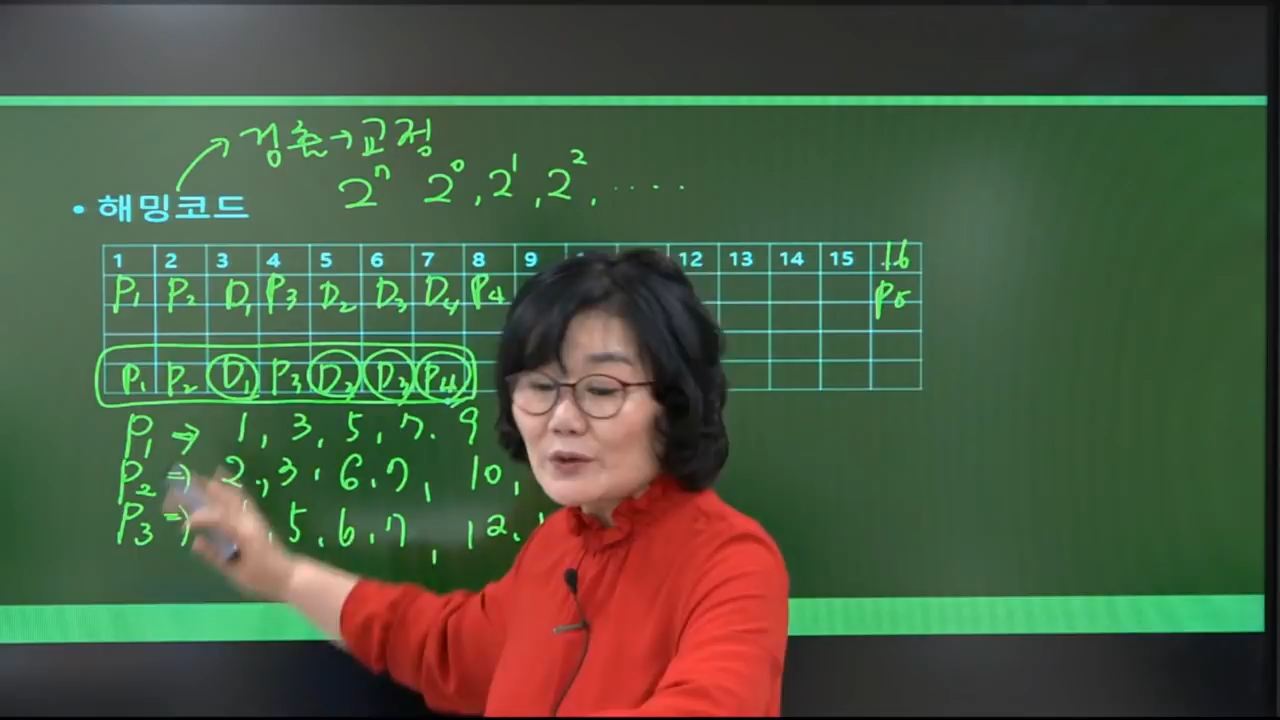 검출→교정
2ⁿ 2⁰, 2¹, 2², ....
• 해밍코드
1 2 3 4 5 6 7 8 9 12 13 14 15 16
P₁ P₂ D₁ P₃ D₂ D₃ D₄ P₄ P₅
P₁ P₂ D₁ P₃ D₂ D₃ P₄
P₁ ⇒ 1, 3, 5, 7. 9
P₂ ⇒ 2, 3. 6. 7, 10,
P₃ ⇒ , 5. 6. 7, 12.